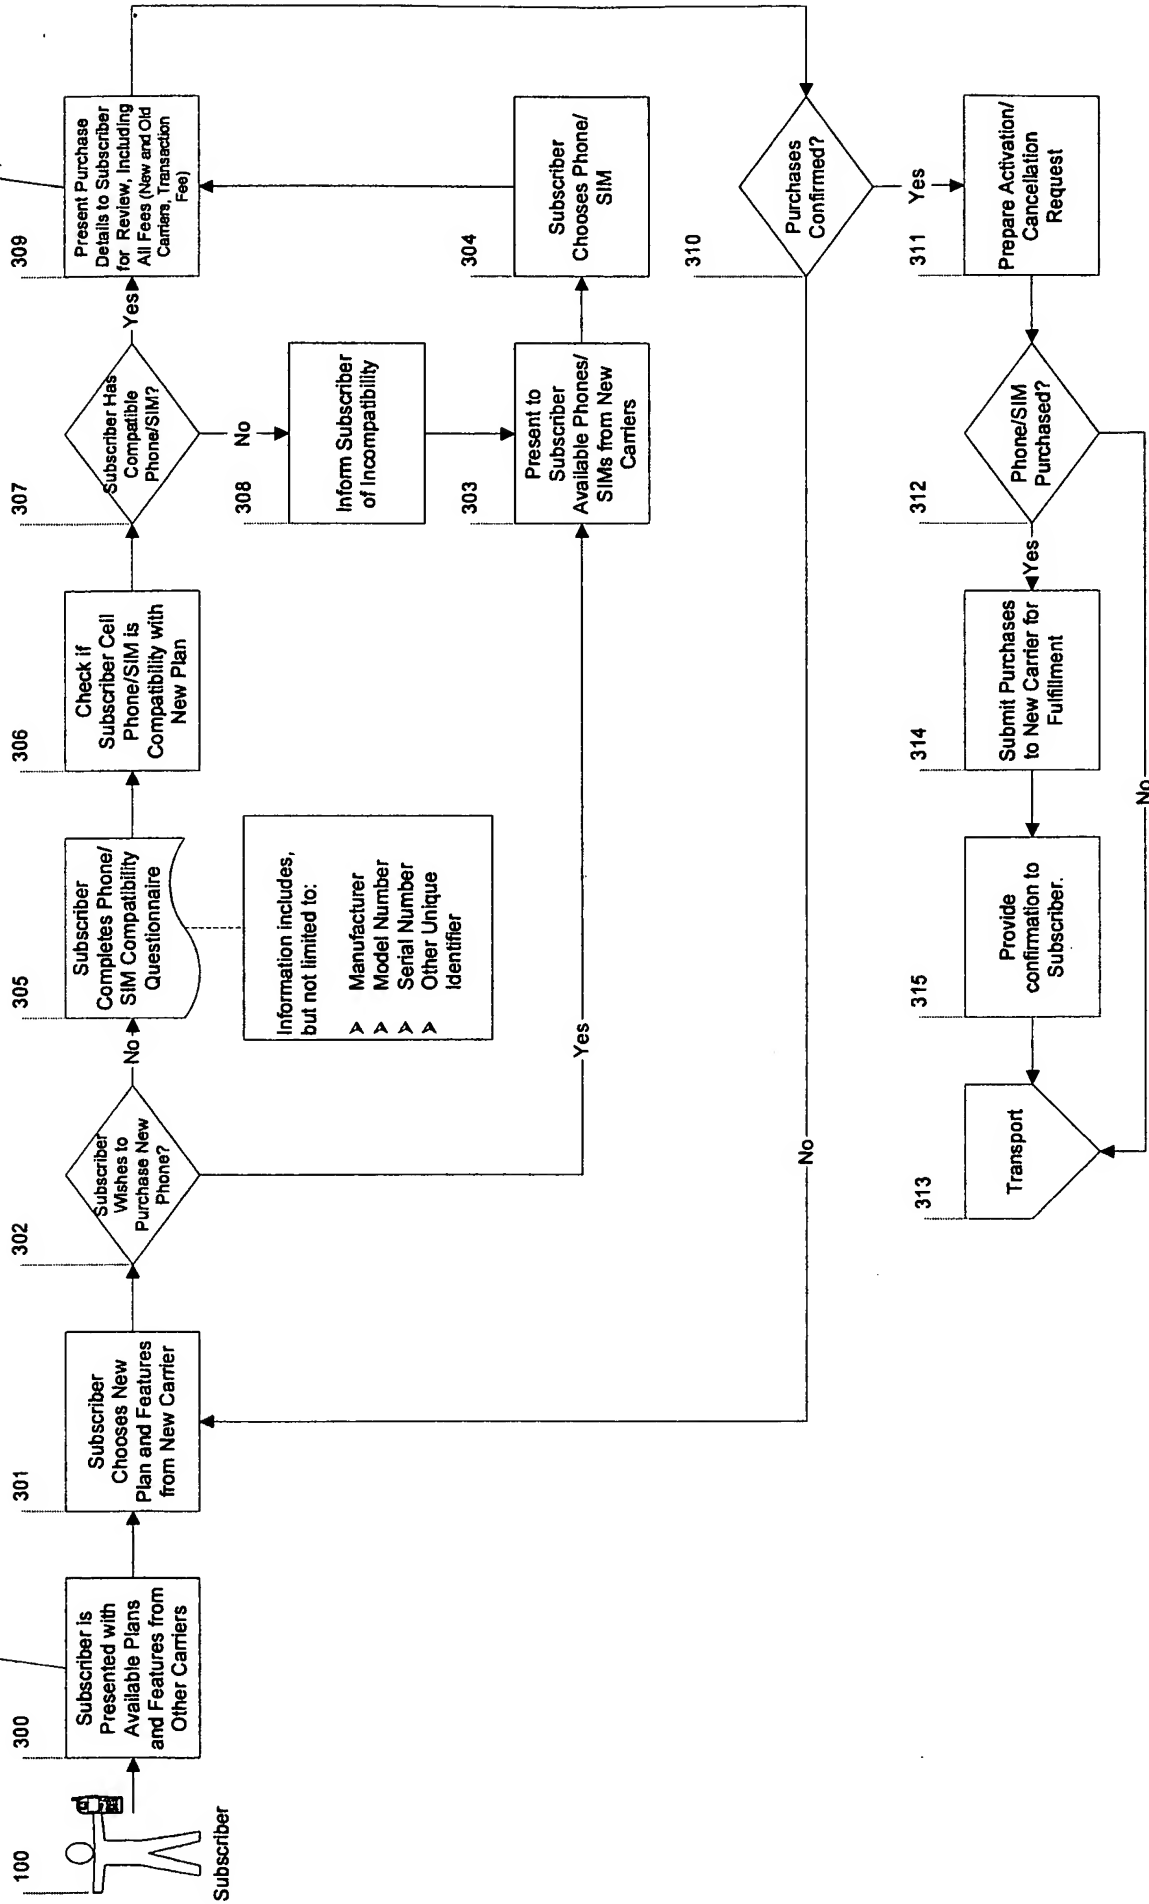 100
Subscriber
300
Subscriber is
Presented with
Available Plans
and Features from
Other Carriers
301
Subscriber
Chooses New
Plan and Features
from New Carrier
302
Subscriber
Wishes to
Purchase New
Phone?
No
Yes
305
Subscriber
Completes Phone/
SIM Compatibility
Questionnaire
Information includes,
but not limited to:
➢ Manufacturer
➢ Model Number
➢ Serial Number
➢ Other Unique
Identifier
306
Check if
Subscriber Cell
Phone/SIM is
Compatibility with
New Plan
307
Subscriber Has
Compatible
Phone/SIM?
Yes
No
308
Inform Subscriber
of Incompatibility
303
Present to
Subscriber
Available Phones/
SIMs from New
Carriers
304
Subscriber
Chooses Phone/
SIM
309
Present Purchase
Details to Subscriber
for Review, Including
All Fees (New and Old
Carriers, Transaction
Fee)
310
Purchases
Confirmed?
No
Yes
311
Prepare Activation/
Cancellation
Request
312
Phone/SIM
Purchased?
Yes
No
314
Submit Purchases
to New Carrier for
Fulfillment
315
Provide
confirmation to
Subscriber.
313
Transport